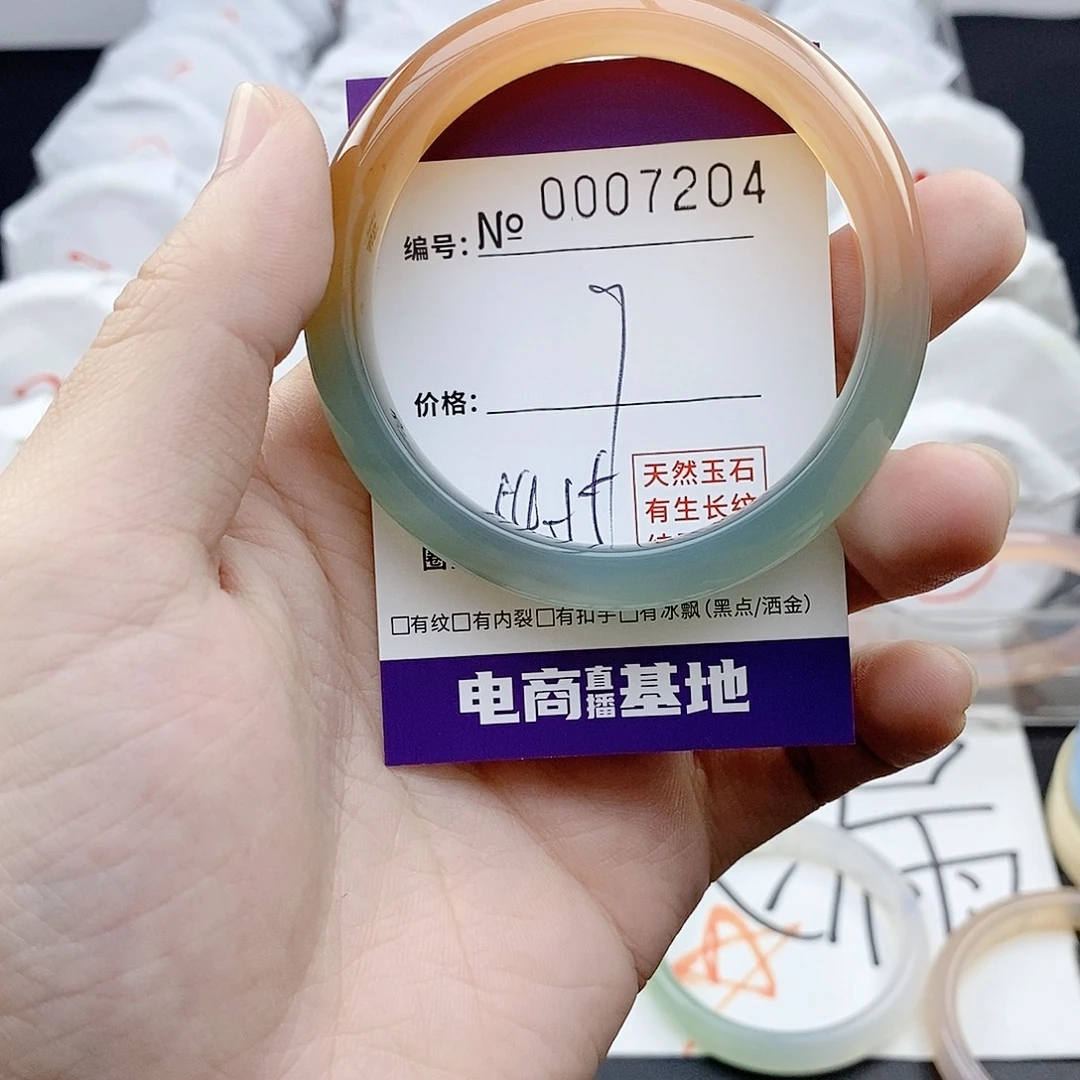 编号: № 0007204
价格:
天然玉石
有生长纹
圈
□有纹□有内裂□有扣手□有冰飘(黑点/洒金)
电商直播基地